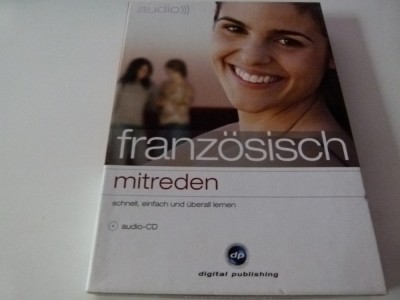 audio)))
französisch
mitreden
schnell, einfach und überall lernen
audio-CD
dp
digital publishing